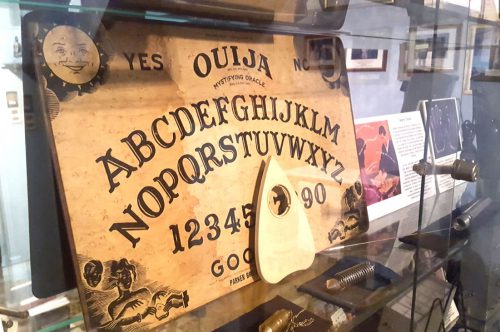 YES OUIJA NO
MYSTIFYING ORACLE
ABCDEFGHIJKLM
NOPQRSTUVWXYZ
12345 90
GOO
PARKER